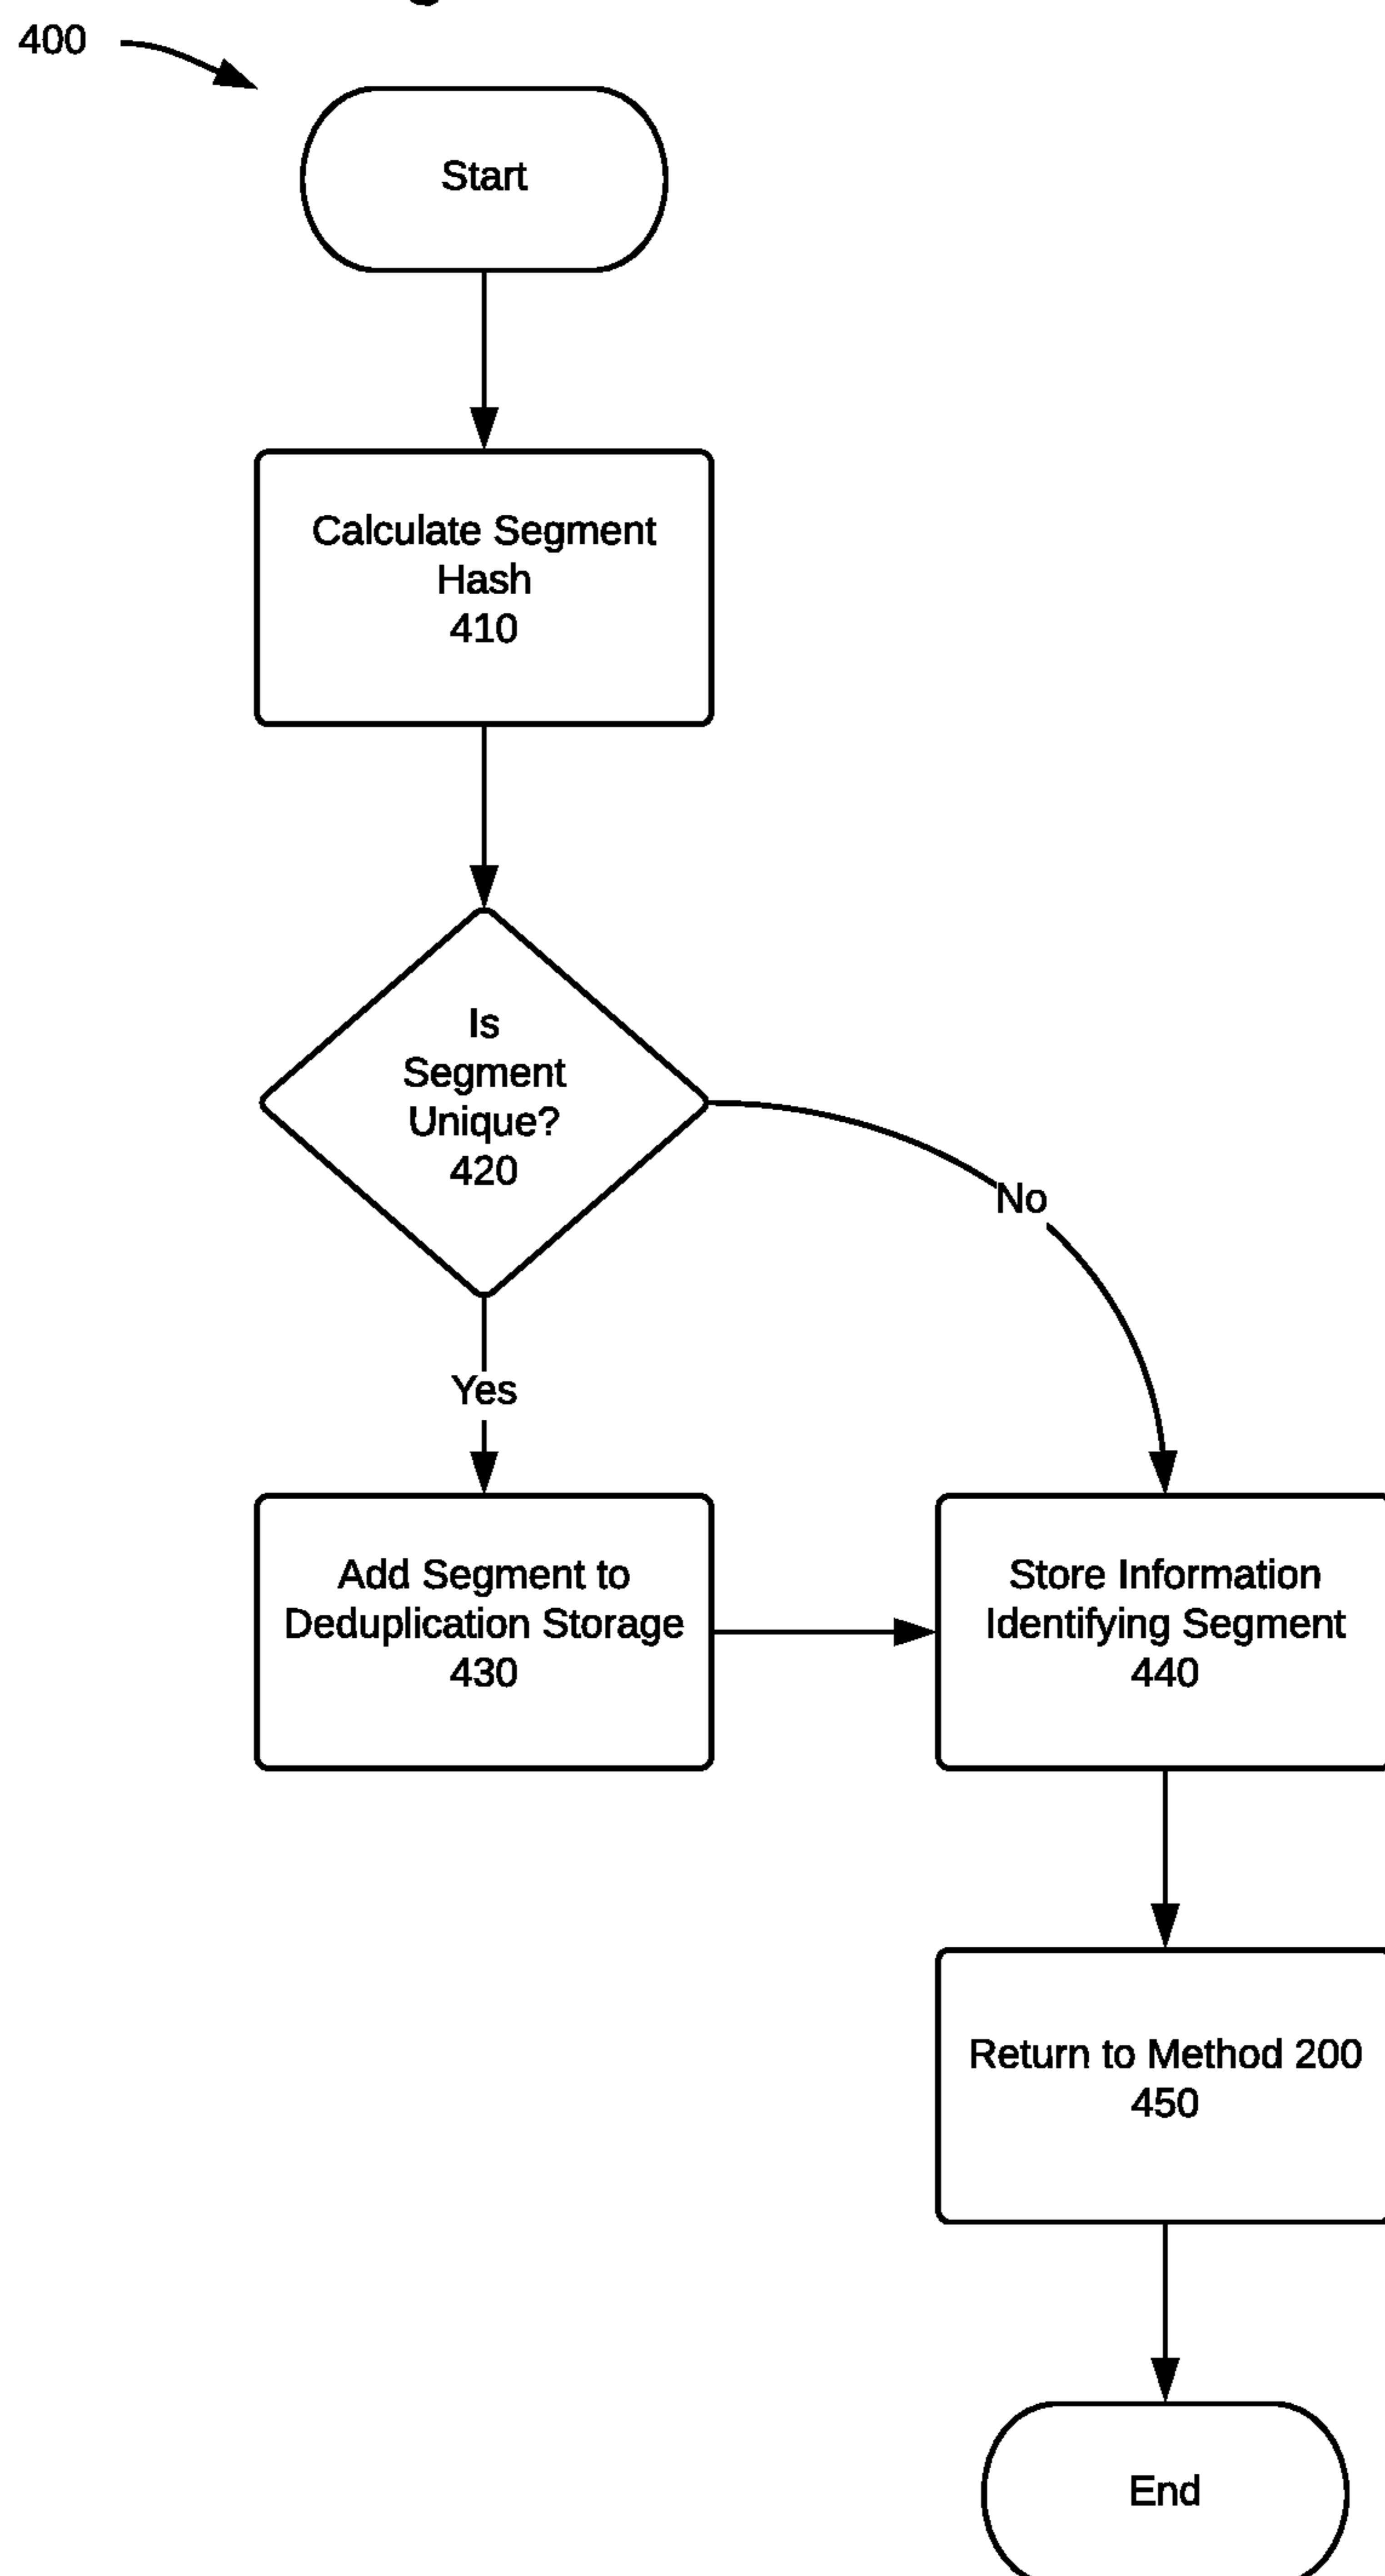 400
Start
Calculate Segment
Hash
410
Is
Segment
Unique?
420
No
Yes
Add Segment to
Deduplication Storage
430
Store Information
Identifying Segment
440
Return to Method 200
450
End